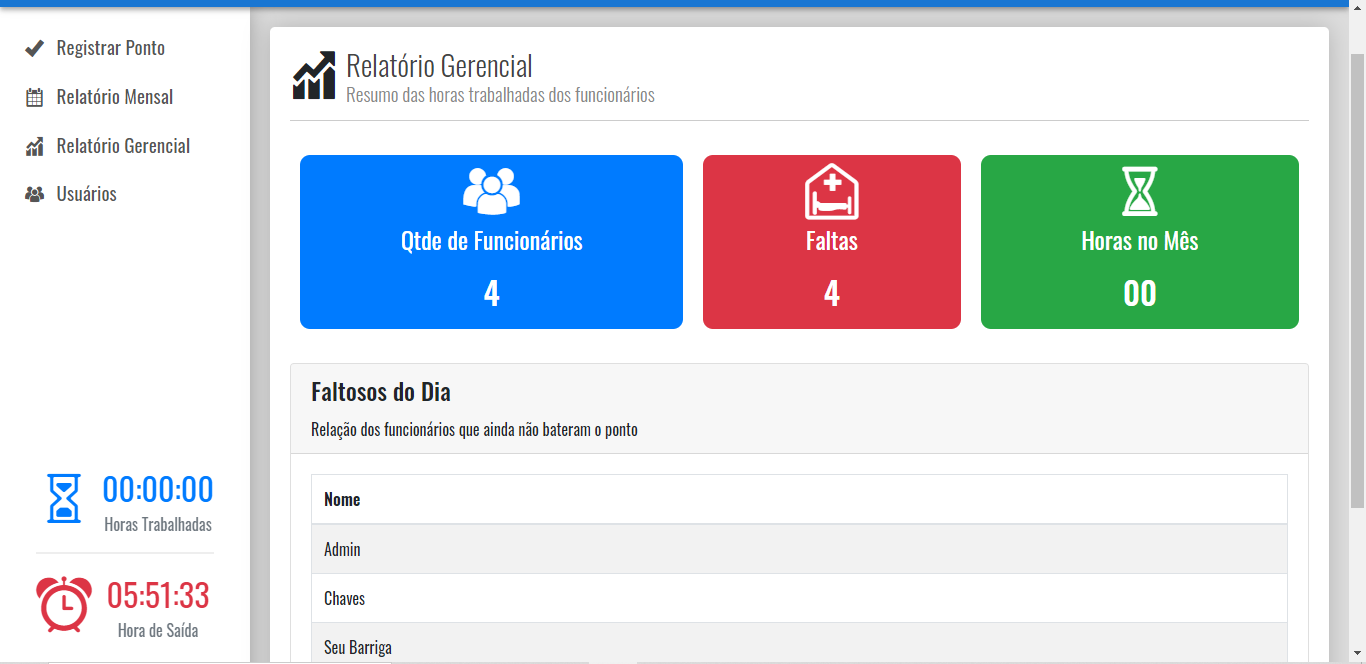 Registrar Ponto
Relatório Mensal
Relatório Gerencial
Usuários
00:00:00
Horas Trabalhadas
05:51:33
Hora de Saída
Relatório Gerencial
Resumo das horas trabalhadas dos funcionários
Qtde de Funcionários
4
Faltas
4
Horas no Mês
00
Faltosos do Dia
Relação dos funcionários que ainda não bateram o ponto
Nome
Admin
Chaves
Seu Barriga